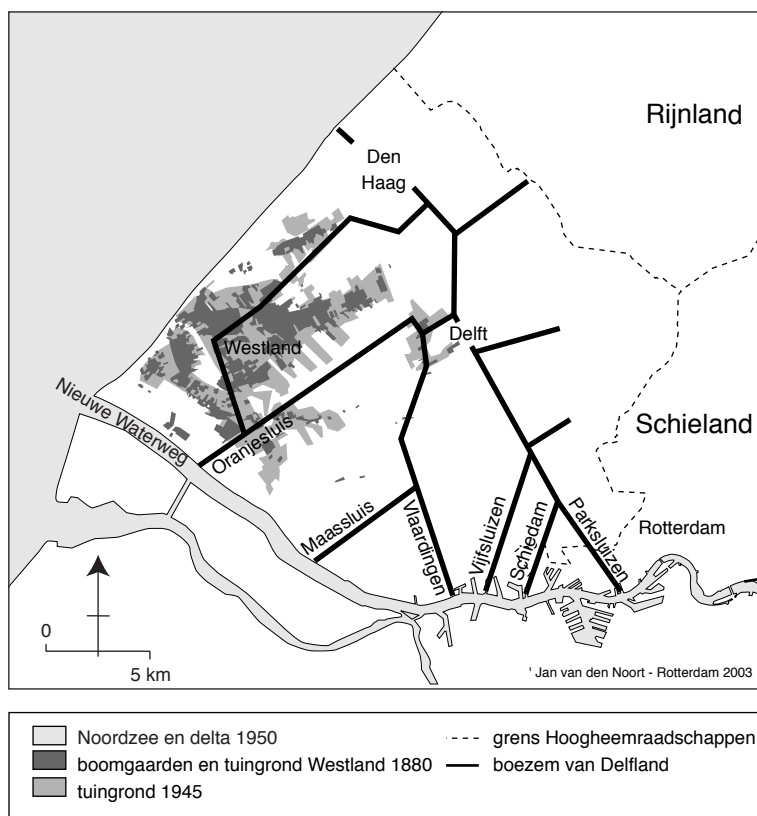 Rijnland
Den
Haag
Westland
Delft
Nieuwe Waterweg
Oranjesluis
Schieland
Maassluis
Vlaardingen
Vijfsluizen
Schiedam
Parksluizen
Rotterdam
0
5 km
' Jan van den Noort - Rotterdam 2003
Noordzee en delta 1950
boomgaarden en tuingrond Westland 1880
tuingrond 1945
grens Hoogheemraadschappen
boezem van Delfland